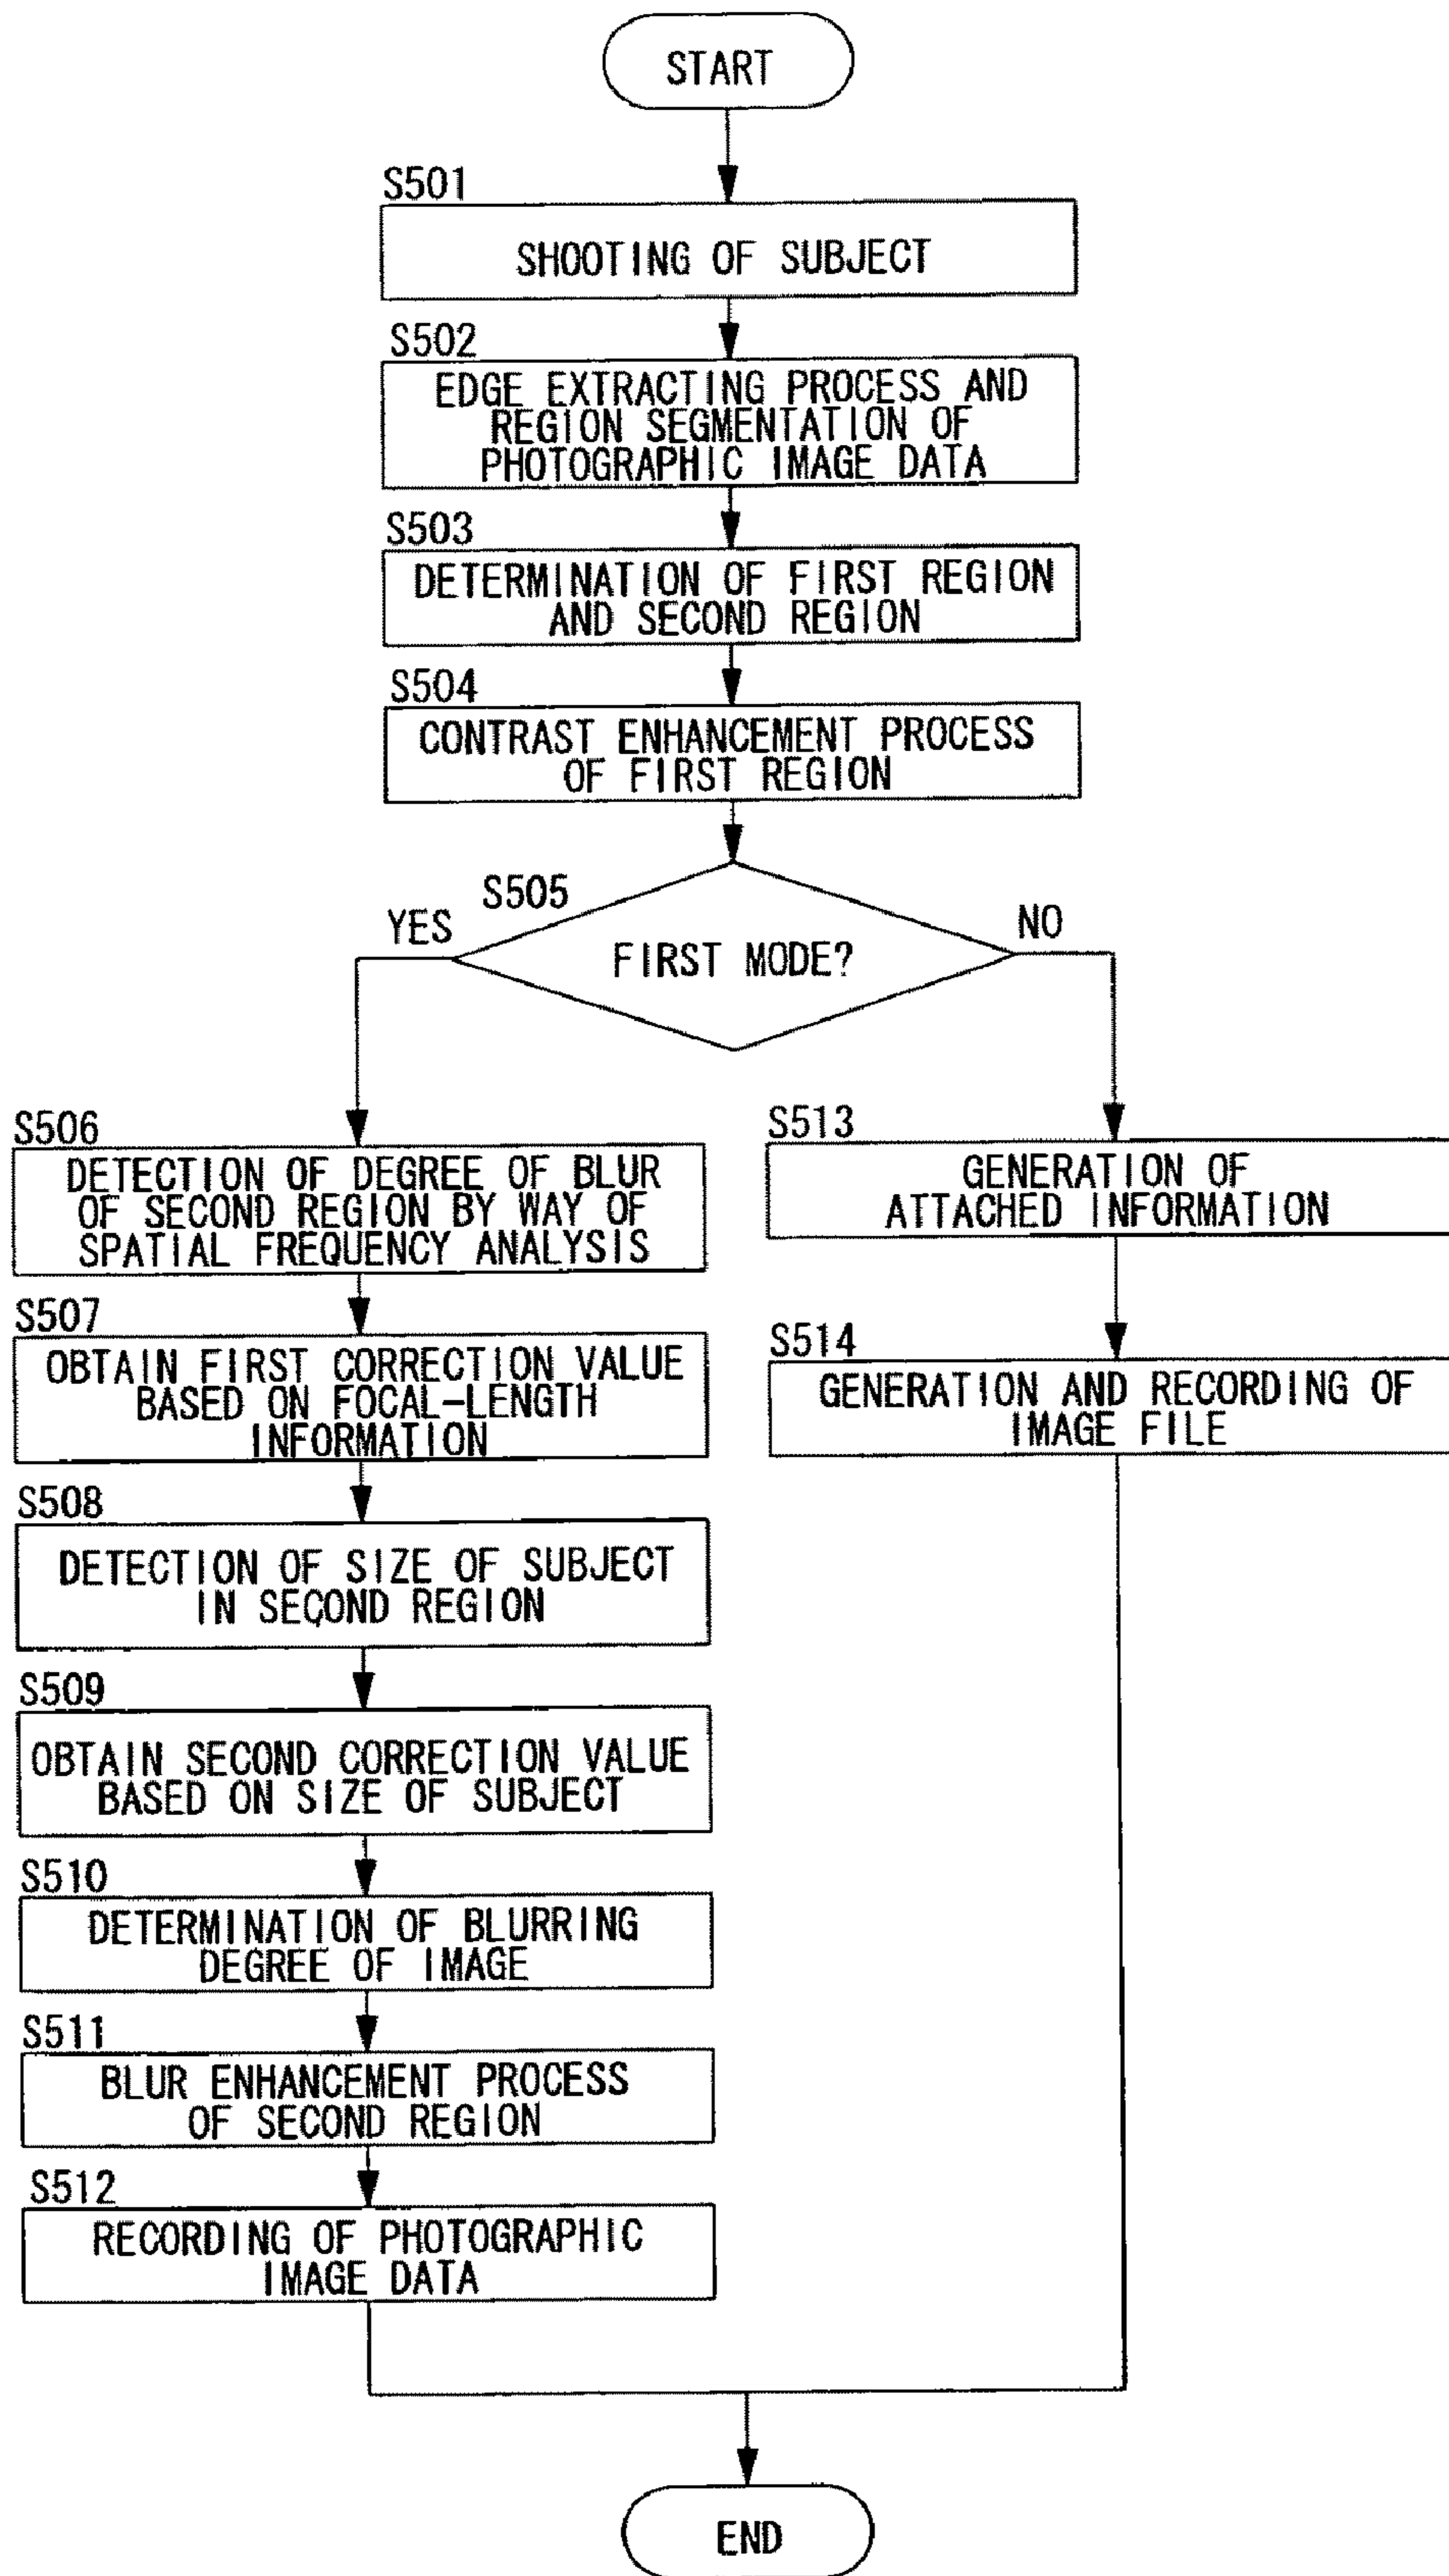 START
S501
SHOOTING OF SUBJECT
S502
EDGE EXTRACTING PROCESS AND
REGION SEGMENTATION OF
PHOTOGRAPHIC IMAGE DATA
S503
DETERMINATION OF FIRST REGION
AND SECOND REGION
S504
CONTRAST ENHANCEMENT PROCESS
OF FIRST REGION
S505
FIRST MODE?
YES
NO
S506
DETECTION OF DEGREE OF BLUR
OF SECOND REGION BY WAY OF
SPATIAL FREQUENCY ANALYSIS
S507
OBTAIN FIRST CORRECTION VALUE
BASED ON FOCAL-LENGTH
INFORMATION
S508
DETECTION OF SIZE OF SUBJECT
IN SECOND REGION
S509
OBTAIN SECOND CORRECTION VALUE
BASED ON SIZE OF SUBJECT
S510
DETERMINATION OF BLURRING
DEGREE OF IMAGE
S511
BLUR ENHANCEMENT PROCESS
OF SECOND REGION
S512
RECORDING OF PHOTOGRAPHIC
IMAGE DATA
S513
GENERATION OF
ATTACHED INFORMATION
S514
GENERATION AND RECORDING OF
IMAGE FILE
END